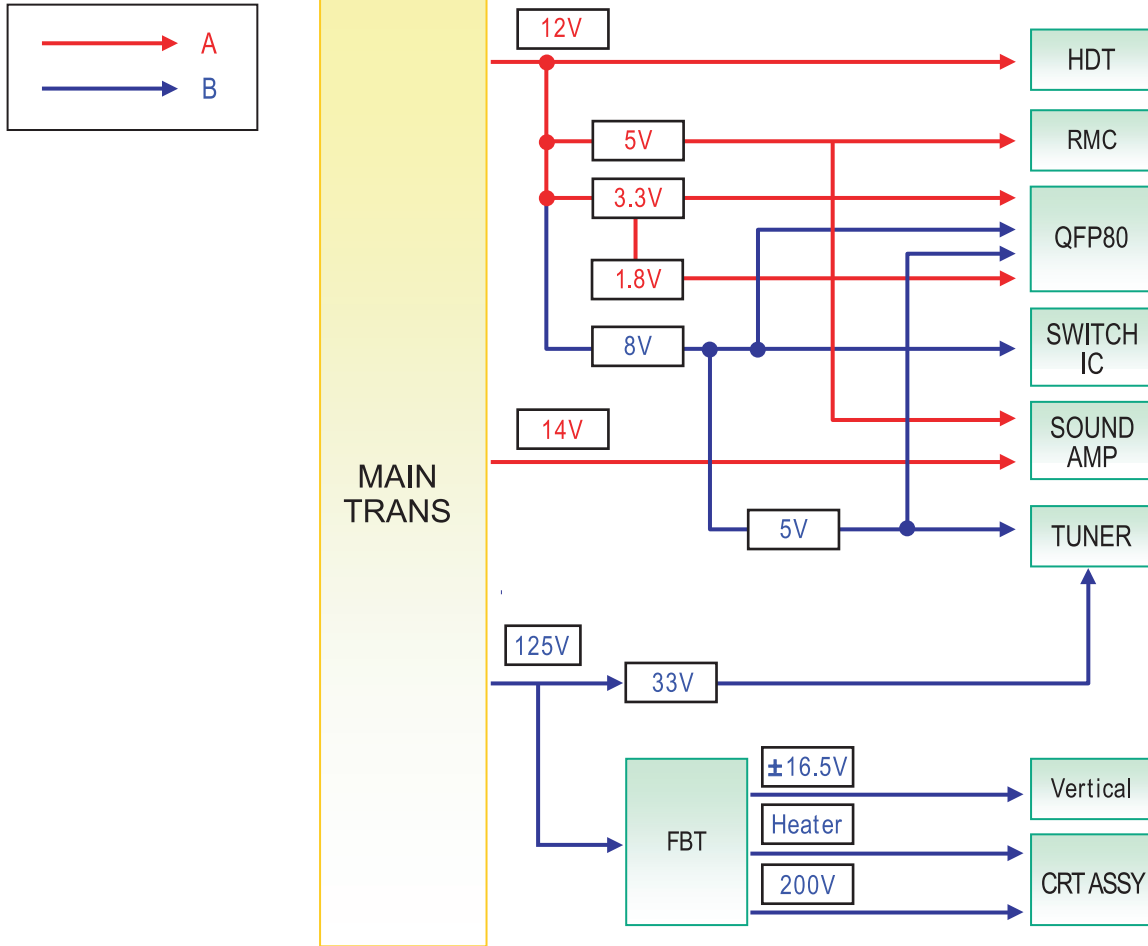 A
B
12V
HDT
5V
RMC
3.3V
QFP80
1.8V
8V
SWITCH
IC
14V
SOUND
AMP
MAIN
TRANS
5V
TUNER
125V
33V
±16.5V
Vertical
Heater
FBT
200V
CRT ASSY